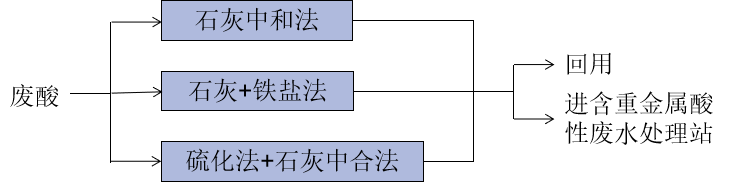 石灰中和法
废酸
石灰+铁盐法
硫化法+石灰中合法
回用
进含重金属酸
性废水处理站